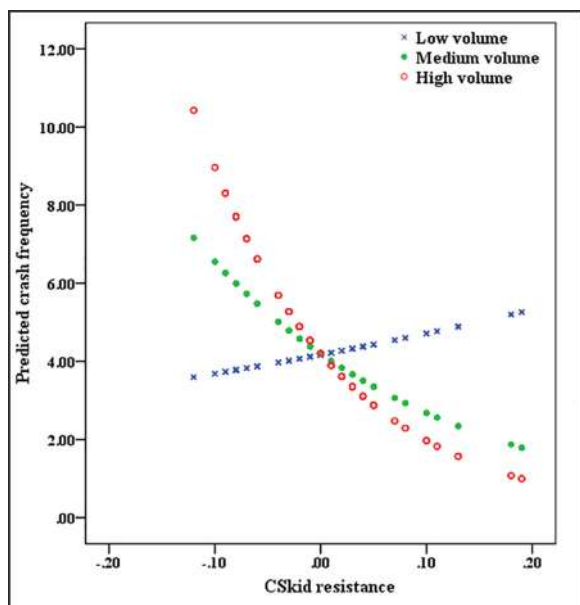 Low volume
Medium volume
High volume
12.00
10.00
8.00
6.00
4.00
2.00
.00
Predicted crash frequency
-.20
-.10
.00
.10
.20
CSkid resistance